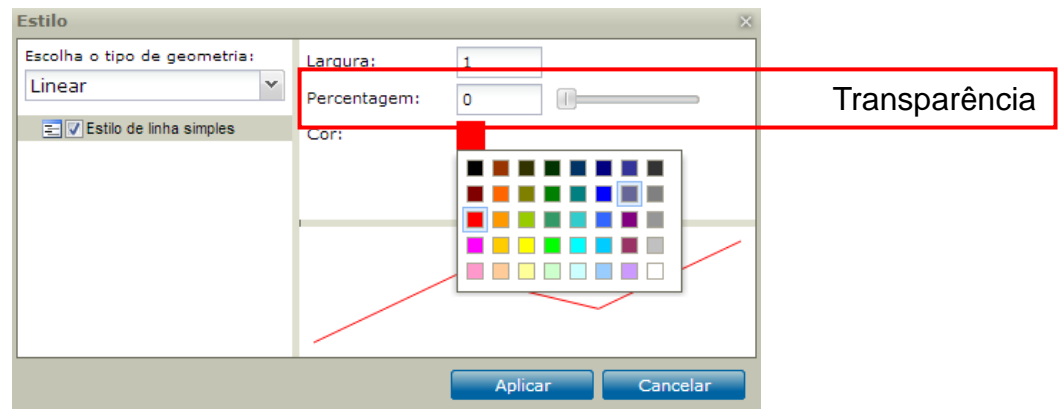 Estilo
Escolha o tipo de geometria:
Linear
Estilo de linha simples
Largura:
1
Percentagem:
0
Transparência
Cor:
Aplicar
Cancelar